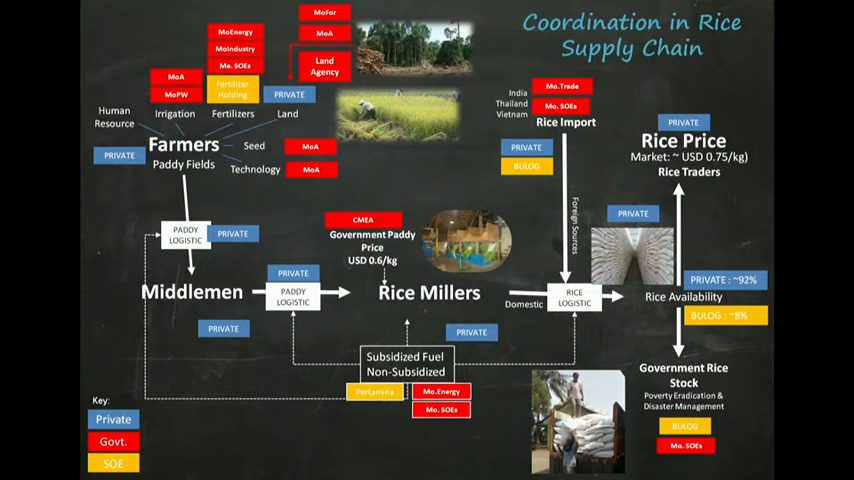 Coordination in Rice
Supply Chain
MoFor
MoA
Land
Agency
MoEnergy
MoIndustry
Me. SOEs
Fertilizer
Holding
PRIVATE
MoA
MoPW
Human
Resource
Irrigation
Fertilizers
Land
PRIVATE
Farmers
Paddy Fields
Seed
MoA
Technology
MoA
India
Thailand
Vietnam
Mo.Trade
Mo. SOEs
Rice Import
PRIVATE
BULOG
Foreign Sources
PRIVATE
Rice Price
Market: ~ USD 0.75/kg)
Rice Traders
PRIVATE
PADDY
LOGISTIC
PRIVATE
CMEA
Government Paddy
Price
USD 0.6/kg
Middlemen
PRIVATE
PRIVATE
PADDY
LOGISTIC
Rice Millers
PRIVATE
Domestic
RICE
LOGISTIC
Rice Availability
PRIVATE : ~92%
BULOG : ~8%
Subsidized Fuel
Non-Subsidized
Pertamina
Mo.Energy
Mo. SOEs
Government Rice
Stock
Poverty Eradication &
Disaster Management
BULOG
Mo. SOEs
Key:
Private
Govt.
SOE